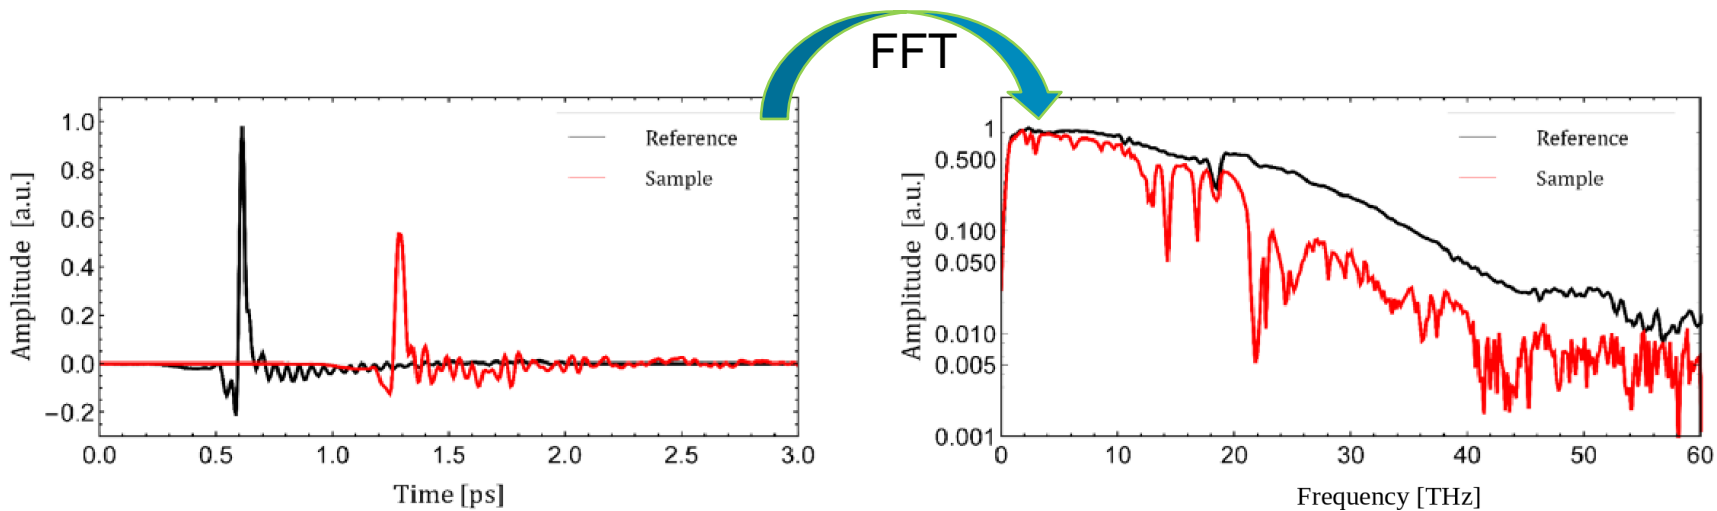 FFT
1.0
0.8
0.6
0.4
0.2
0.0
−0.2
Amplitude [a.u.]
Reference
Sample
0.0 0.5 1.0 1.5 2.0 2.5 3.0
Time [ps]
1
0.500
0.100
0.050
0.010
0.005
0.001
Amplitude [a.u.]
Reference
Sample
0 10 20 30 40 50 60
Frequency [THz]